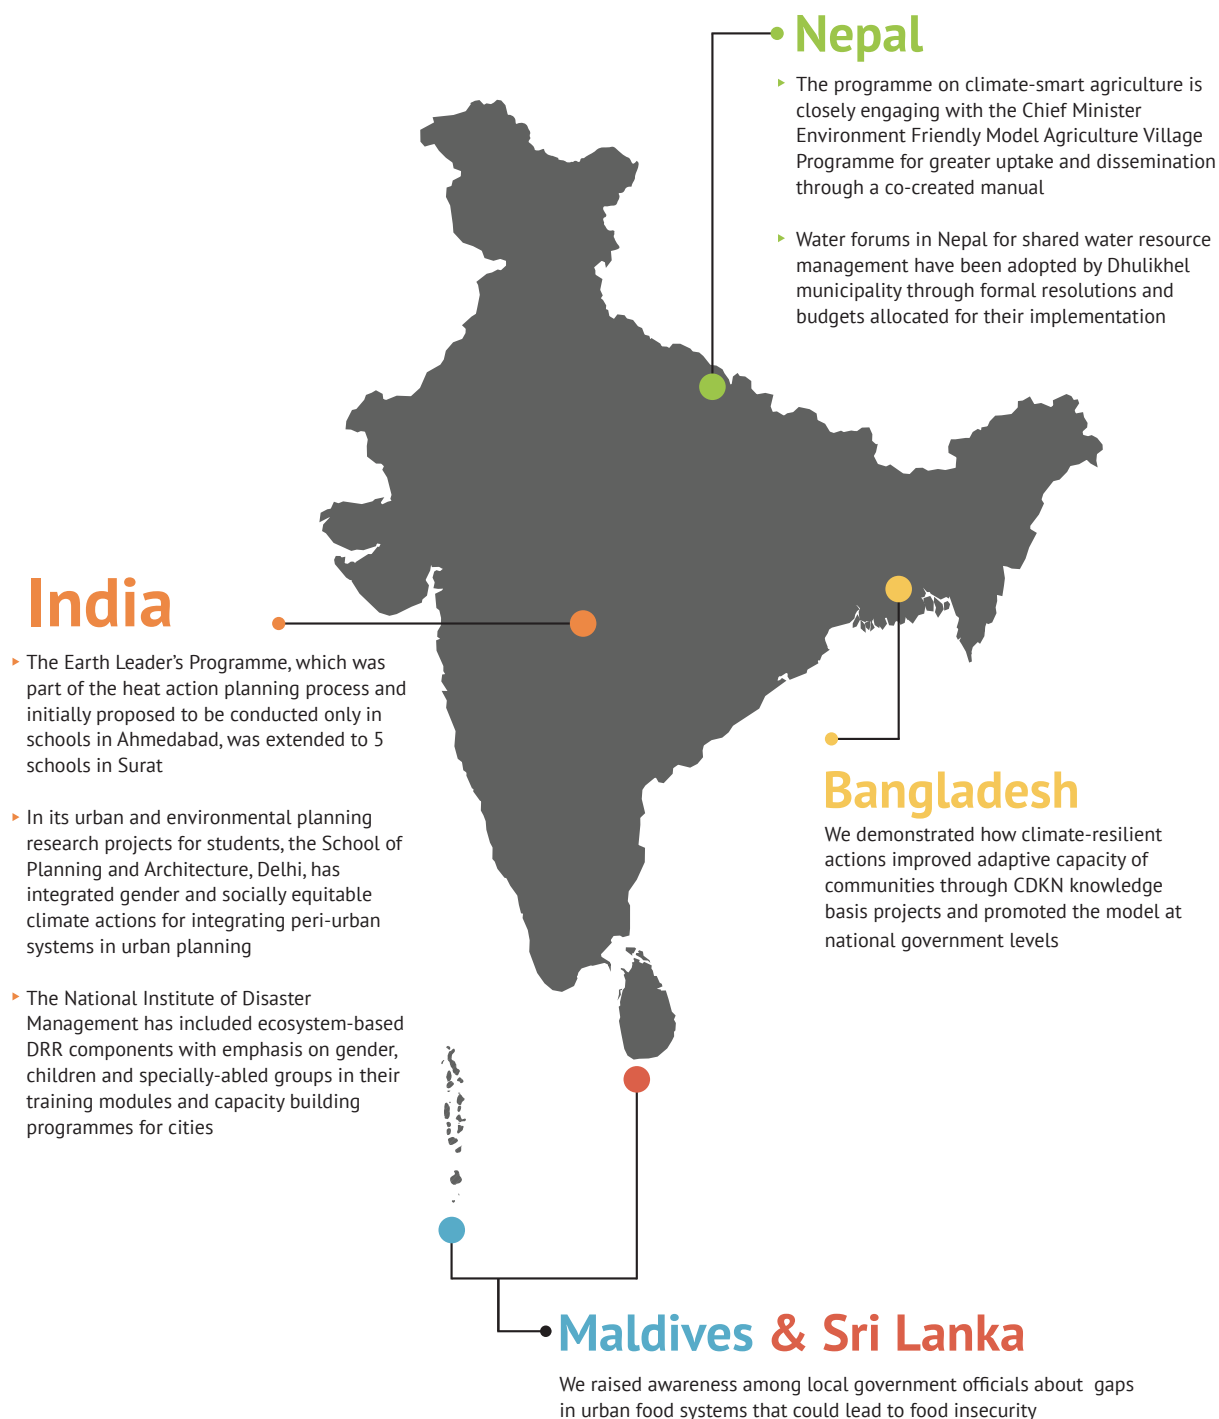 Nepal
▸ The programme on climate-smart agriculture is
closely engaging with the Chief Minister
Environment Friendly Model Agriculture Village
Programme for greater uptake and dissemination
through a co-created manual
▸ Water forums in Nepal for shared water resource
management have been adopted by Dhulikhel
municipality through formal resolutions and
budgets allocated for their implementation
India
▸ The Earth Leader’s Programme, which was
part of the heat action planning process and
initially proposed to be conducted only in
schools in Ahmedabad, was extended to 5
schools in Surat
▸ In its urban and environmental planning
research projects for students, the School of
Planning and Architecture, Delhi, has
integrated gender and socially equitable
climate actions for integrating peri-urban
systems in urban planning
▸ The National Institute of Disaster
Management has included ecosystem-based
DRR components with emphasis on gender,
children and specially-abled groups in their
training modules and capacity building
programmes for cities
Bangladesh
We demonstrated how climate-resilient
actions improved adaptive capacity of
communities through CDKN knowledge
basis projects and promoted the model at
national government levels
Maldives & Sri Lanka
We raised awareness among local government officials about gaps
in urban food systems that could lead to food insecurity